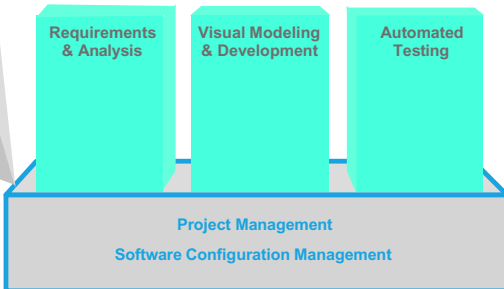 Requirements
& Analysis
Visual Modeling
& Development
Automated
Testing
Project Management
Software Configuration Management